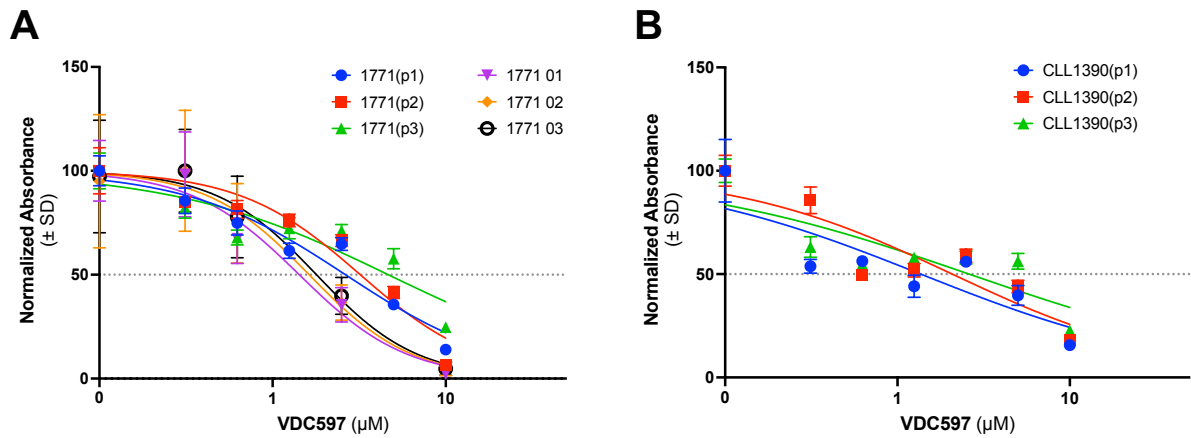 A
B
Normalized Absorbance
(± SD)
150
100
50
0
0
1
10
VDC597 (µM)
1771(p1)
1771(p2)
1771(p3)
1771 01
1771 02
1771 03
Normalized Absorbance
(± SD)
150
100
50
0
0
1
10
VDC597 (µM)
CLL1390(p1)
CLL1390(p2)
CLL1390(p3)